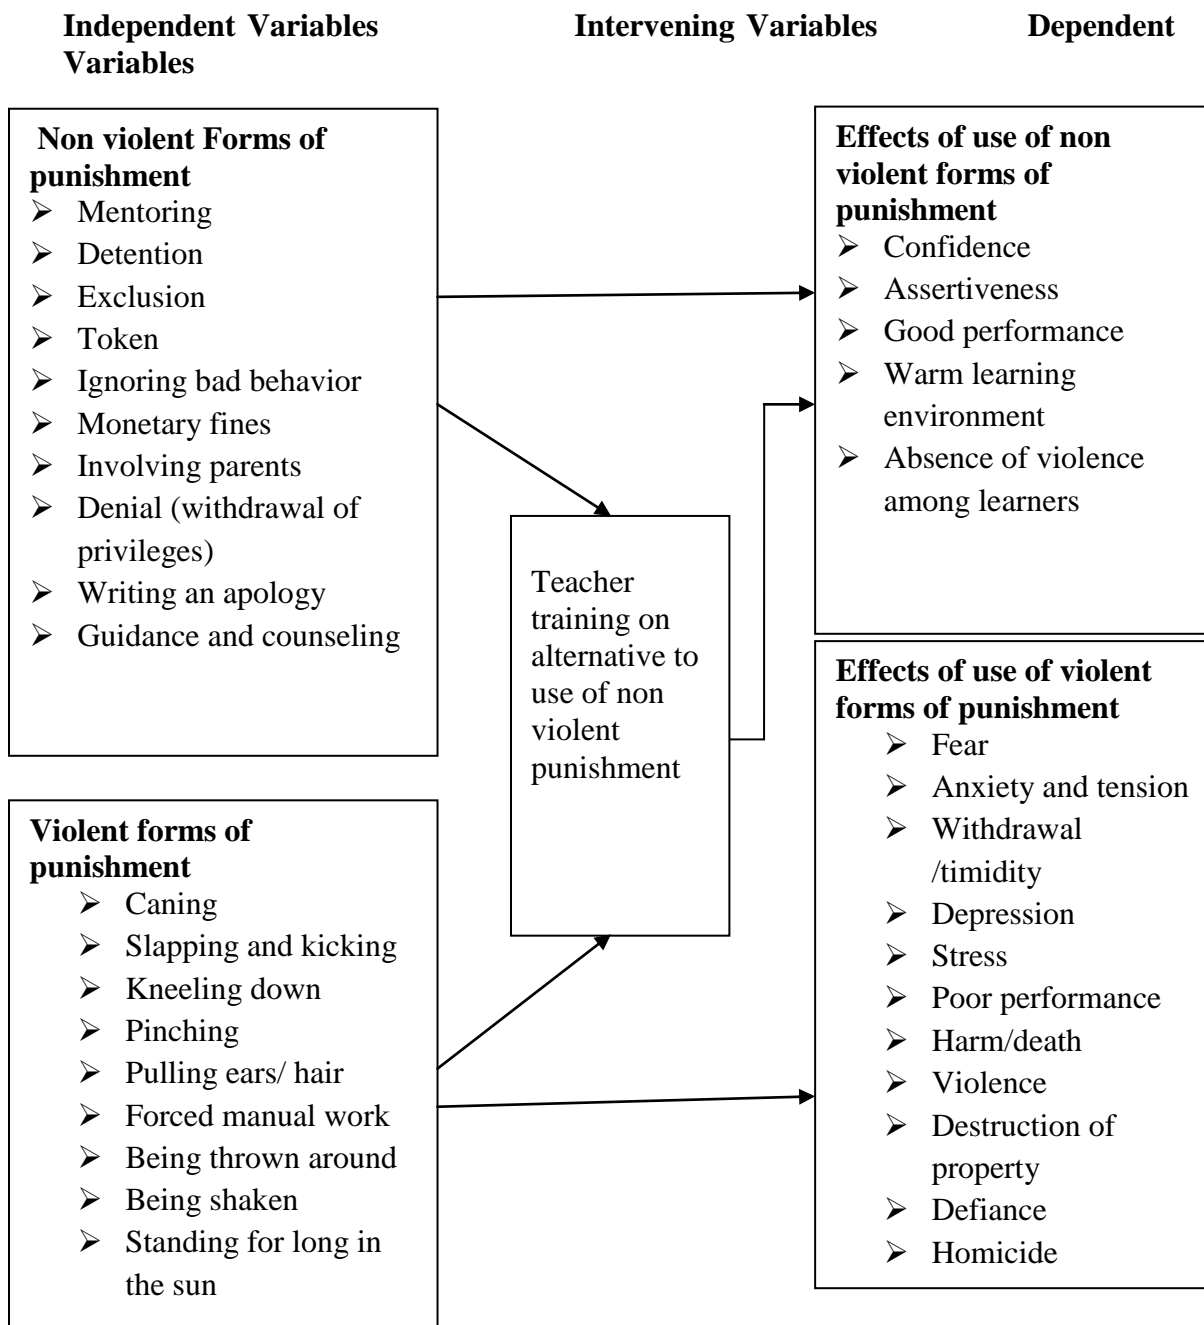 Independent Variables Intervening Variables Dependent
Variables
Non violent Forms of
punishment
➢ Mentoring
➢ Detention
➢ Exclusion
➢ Token
➢ Ignoring bad behavior
➢ Monetary fines
➢ Involving parents
➢ Denial (withdrawal of
privileges)
➢ Writing an apology
➢ Guidance and counseling
Violent forms of
punishment
➢ Caning
➢ Slapping and kicking
➢ Kneeling down
➢ Pinching
➢ Pulling ears/ hair
➢ Forced manual work
➢ Being thrown around
➢ Being shaken
➢ Standing for long in
the sun
Teacher
training on
alternative to
use of non
violent
punishment
Effects of use of non
violent forms of
punishment
➢ Confidence
➢ Assertiveness
➢ Good performance
➢ Warm learning
environment
➢ Absence of violence
among learners
Effects of use of violent
forms of punishment
➢ Fear
➢ Anxiety and tension
➢ Withdrawal
/timidity
➢ Depression
➢ Stress
➢ Poor performance
➢ Harm/death
➢ Violence
➢ Destruction of
property
➢ Defiance
➢ Homicide